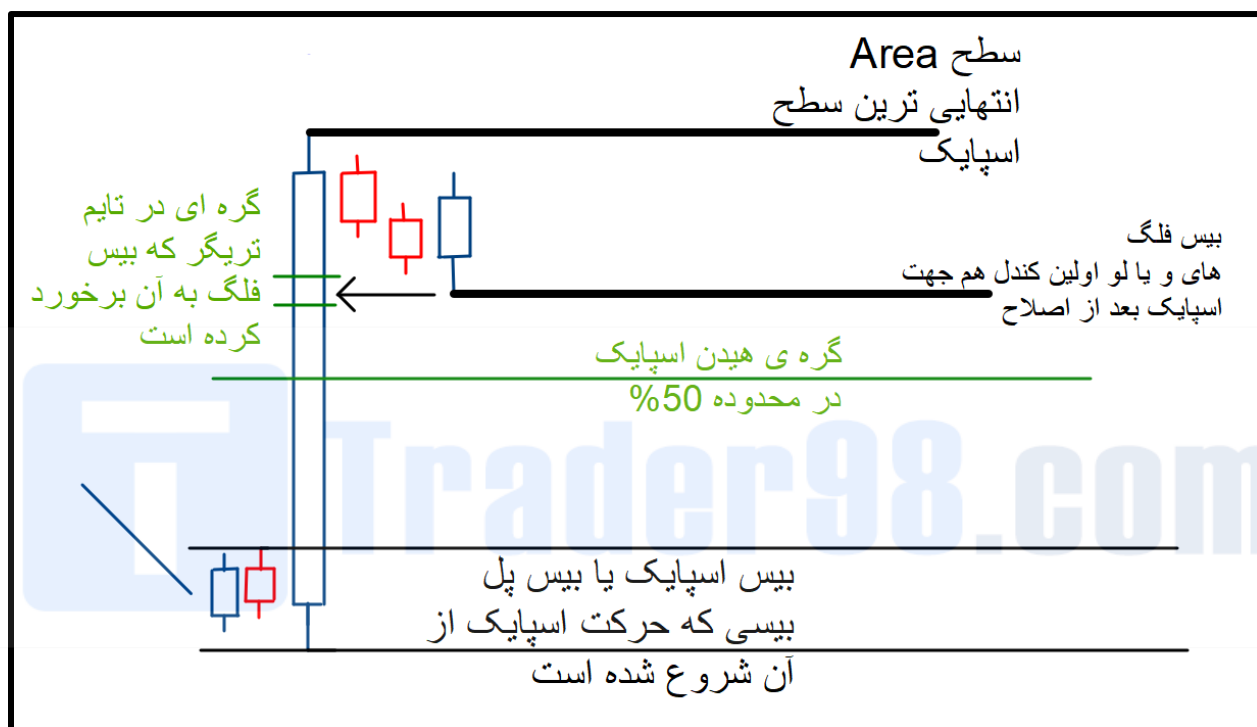 سطح Area
انتهایی ترین سطح
اسپایک
گره ای در تایم
تریگر که بیس
فلگ به آن برخورد
کرده است
بیس فلگ
های و یا لو اولین کندل هم جهت
اسپایک بعد از اصلاح
گره ی هیدن اسپایک
در محدوده 50%
Trader98.com
بیس اسپایک یا بیس پل
بیسی که حرکت اسپایک از
آن شروع شده است